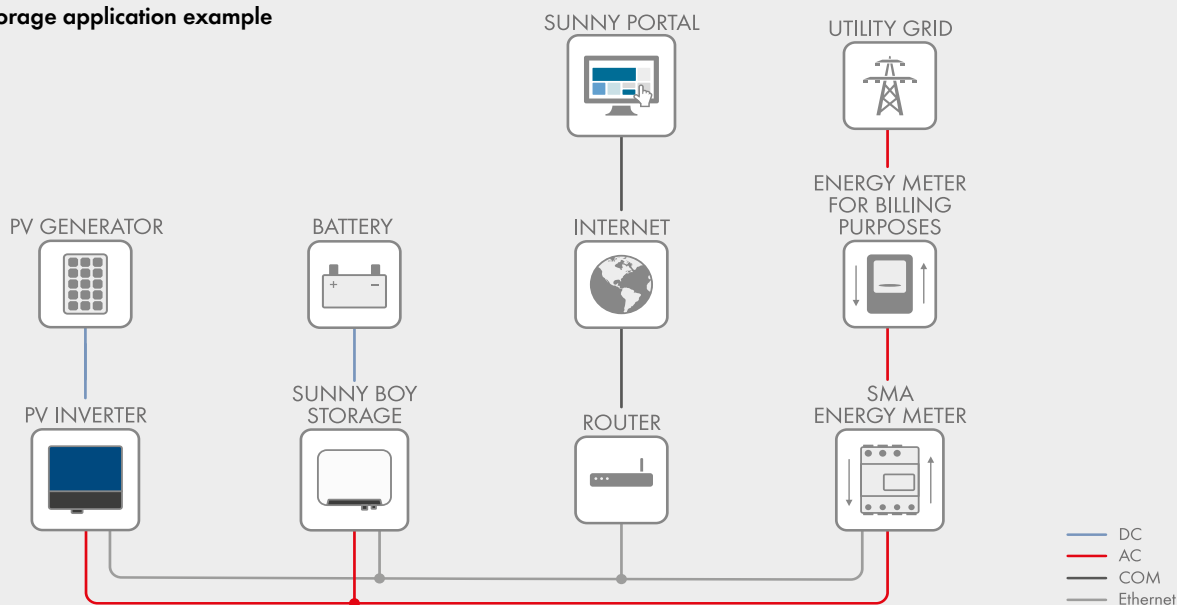 orage application example
SUNNY PORTAL
UTILITY GRID
ENERGY METER
FOR BILLING
PURPOSES
PV GENERATOR
BATTERY
INTERNET
+ −
PV INVERTER
SUNNY BOY
STORAGE
ROUTER
SMA
ENERGY METER
DC
AC
COM
Ethernet